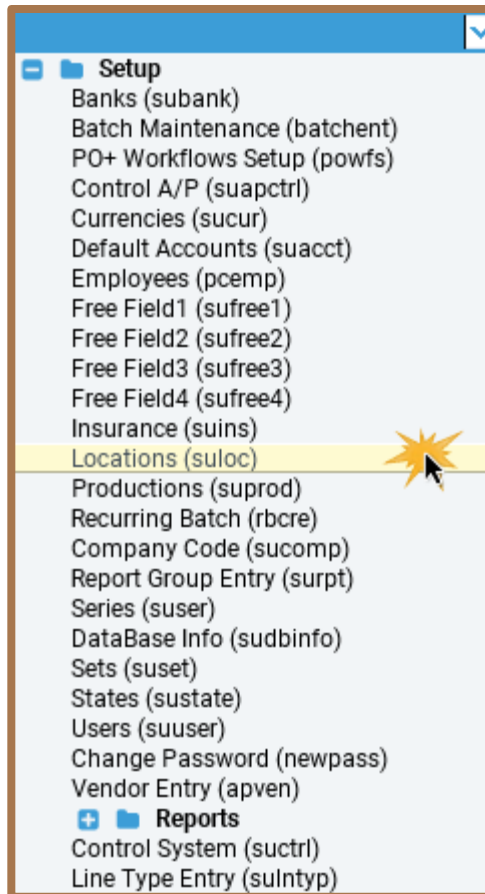 Setup
Banks (subank)
Batch Maintenance (batchent)
PO+ Workflows Setup (powfs)
Control A/P (suapctrl)
Currencies (sucur)
Default Accounts (suacct)
Employees (pcemp)
Free Field1 (sufree1)
Free Field2 (sufree2)
Free Field3 (sufree3)
Free Field4 (sufree4)
Insurance (suins)
Locations (suloc)
Productions (suprod)
Recurring Batch (rbcre)
Company Code (sucomp)
Report Group Entry (surpt)
Series (suser)
DataBase Info (sudbinfo)
Sets (suset)
States (sustate)
Users (suuser)
Change Password (newpass)
Vendor Entry (apven)
Reports
Control System (suctrl)
Line Type Entry (sulntyp)